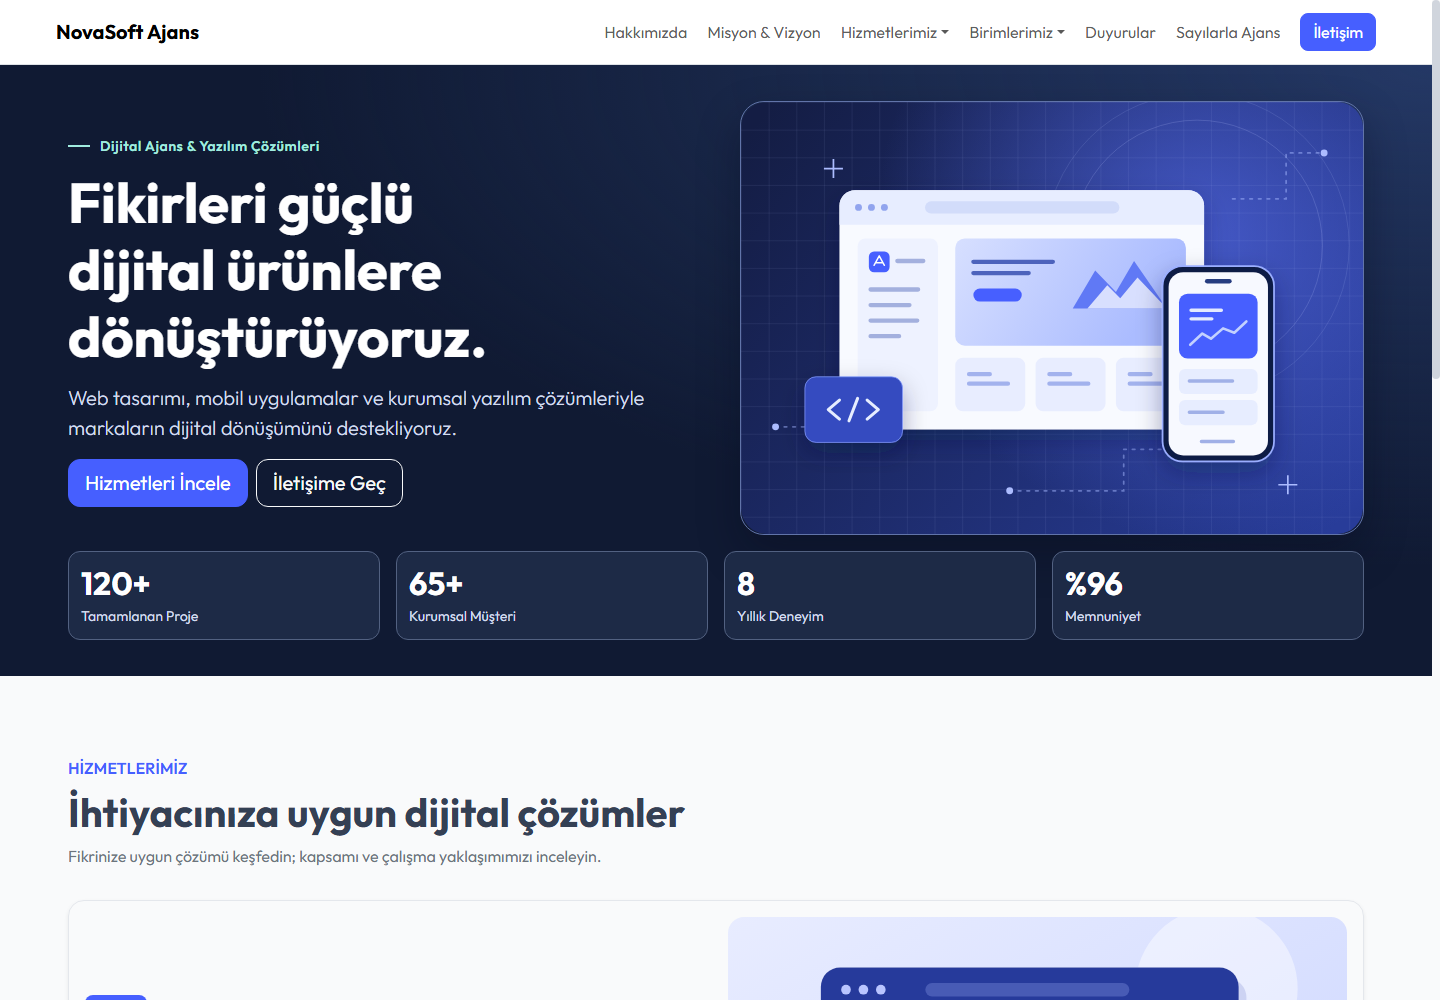 NovaSoft Ajans
Hakkımızda
Misyon & Vizyon
Hizmetlerimiz
Birimlerimiz
Duyurular
Sayılarla Ajans
İletişim
Dijital Ajans & Yazılım Çözümleri
Fikirleri güçlü
dijital ürünlere
dönüştürüyoruz.
Web tasarımı, mobil uygulamalar ve kurumsal yazılım çözümleriyle
markaların dijital dönüşümünü destekliyoruz.
Hizmetleri İncele
İletişime Geç
A
</>
120+
Tamamlanan Proje
65+
Kurumsal Müşteri
8
Yıllık Deneyim
%96
Memnuniyet
HİZMETLERİMİZ
İhtiyacınıza uygun dijital çözümler
Fikrinize uygun çözümü keşfedin; kapsamı ve çalışma yaklaşımımızı inceleyin.